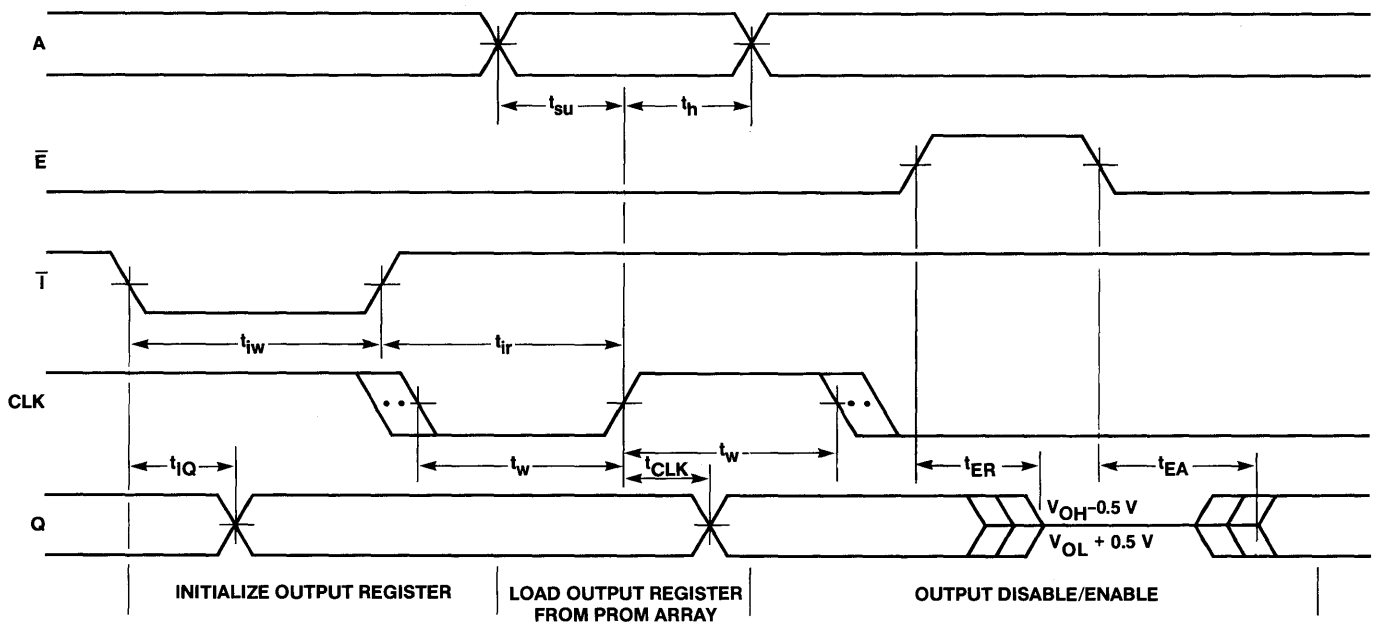 A
t_su
t_h
E̅
I̅
t_iw
t_ir
CLK
t_IQ
t_w
t_CLK
t_w
t_ER
t_EA
Q
V_OH–0.5 V
V_OL + 0.5 V
INITIALIZE OUTPUT REGISTER
LOAD OUTPUT REGISTER
FROM PROM ARRAY
OUTPUT DISABLE/ENABLE